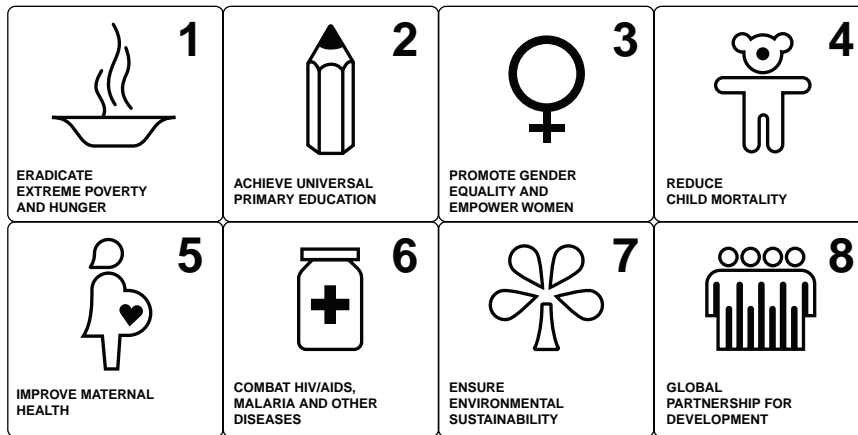 1
ERADICATE
EXTREME POVERTY
AND HUNGER
2
ACHIEVE UNIVERSAL
PRIMARY EDUCATION
3
PROMOTE GENDER
EQUALITY AND
EMPOWER WOMEN
4
REDUCE
CHILD MORTALITY
5
IMPROVE MATERNAL
HEALTH
6
COMBAT HIV/AIDS,
MALARIA AND OTHER
DISEASES
7
ENSURE
ENVIRONMENTAL
SUSTAINABILITY
8
GLOBAL
PARTNERSHIP FOR
DEVELOPMENT